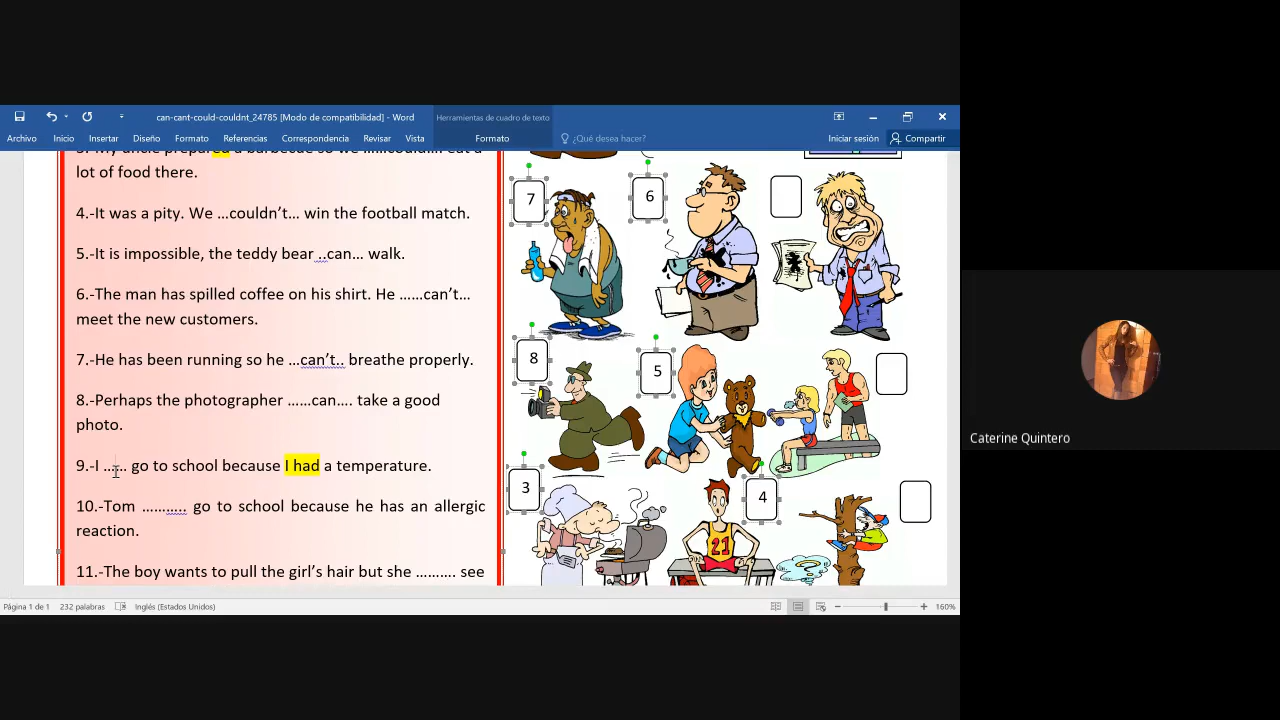 can-cant-could-couldnt_24785 [Modo de compatibilidad] - Word
Herramientas de cuadro de texto
Archivo
Inicio
Insertar
Diseño
Formato
Referencias
Correspondencia
Revisar
Vista
Formato
¿Qué desea hacer?
Iniciar sesión
Compartir
lot of food there.
4.-It was a pity. We …couldn’t… win the football match.
5.-It is impossible, the teddy bear ..can… walk.
6.-The man has spilled coffee on his shirt. He ……can’t…
meet the new customers.
7.-He has been running so he …can’t.. breathe properly.
8.-Perhaps the photographer ……can…. take a good
photo.
9.-I ...... go to school because I had a temperature.
10.-Tom ……….. go to school because he has an allergic
reaction.
11.-The boy wants to pull the girl’s hair but she ………. see
7
6
8
5
3
4
21
Caterine Quintero
Página 1 de 1
232 palabras
Inglés (Estados Unidos)
160%